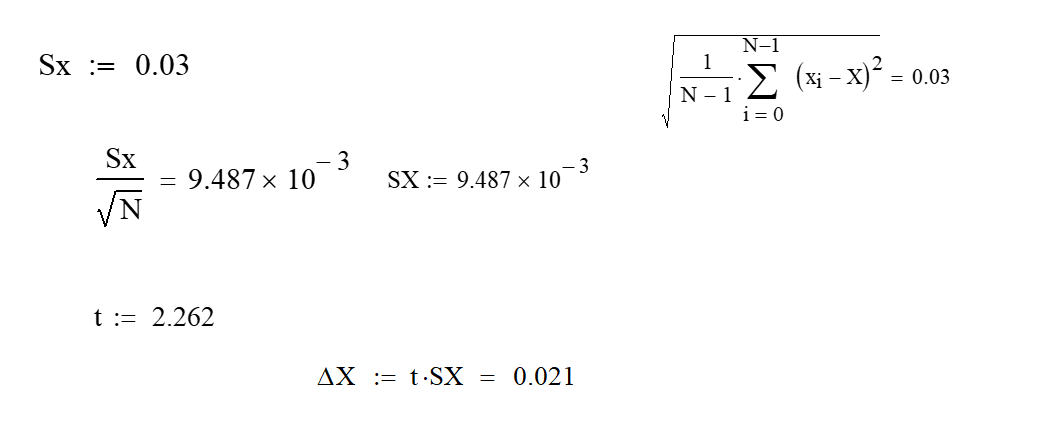 Sx := 0.03
√(1/(N – 1) · ∑_{i = 0}^{N–1} (x_i – X)^2) = 0.03
Sx/√N = 9.487 × 10^{– 3}
SX := 9.487 × 10^{– 3}
t := 2.262
ΔX := t·SX = 0.021